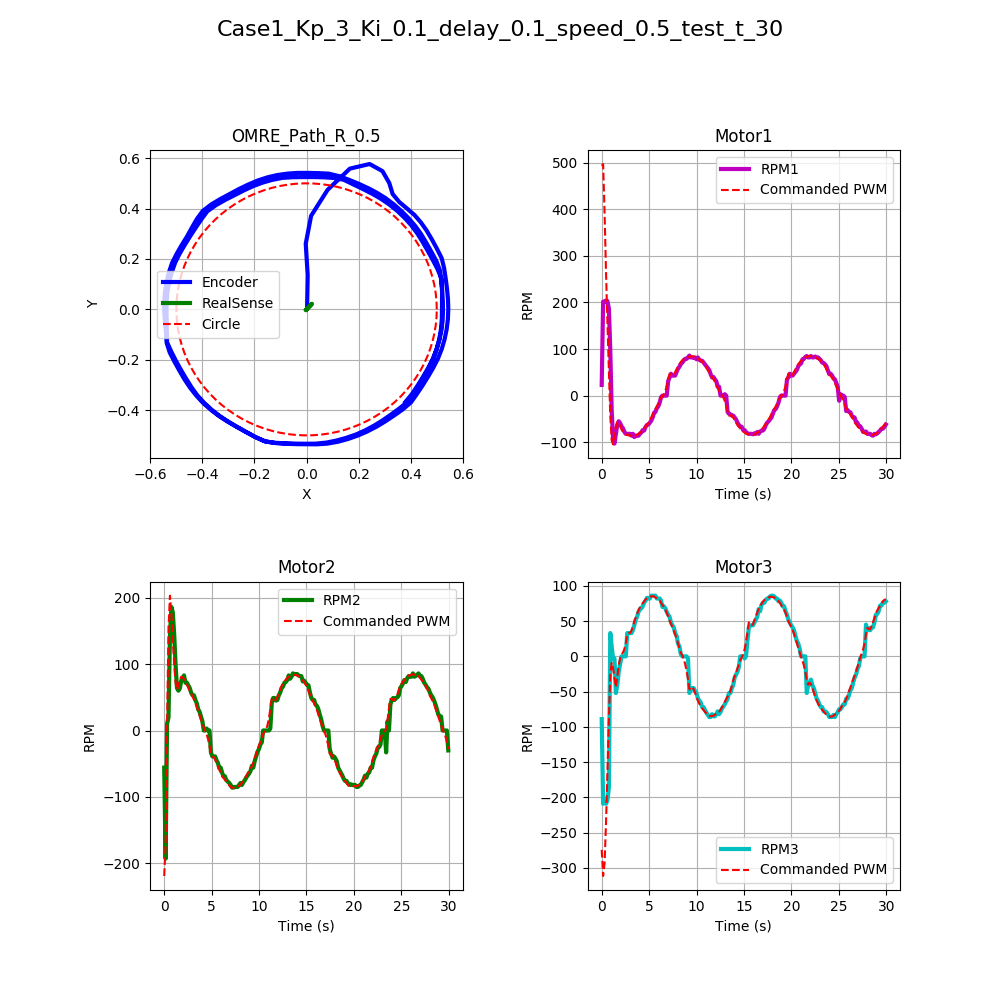 Case1_Kp_3_Ki_0.1_delay_0.1_speed_0.5_test_t_30
OMRE_Path_R_0.5
0.6
0.4
0.2
0.0
−0.2
−0.4
Y
Encoder
RealSense
Circle
−0.6
−0.4
−0.2
0.0
0.2
0.4
0.6
X
Motor1
500
400
300
200
100
0
−100
RPM
RPM1
Commanded PWM
0
5
10
15
20
25
30
Time (s)
Motor2
200
100
0
−100
−200
RPM
RPM2
Commanded PWM
0
5
10
15
20
25
30
Time (s)
Motor3
100
50
0
−50
−100
−150
−200
−250
−300
RPM
RPM3
Commanded PWM
0
5
10
15
20
25
30
Time (s)